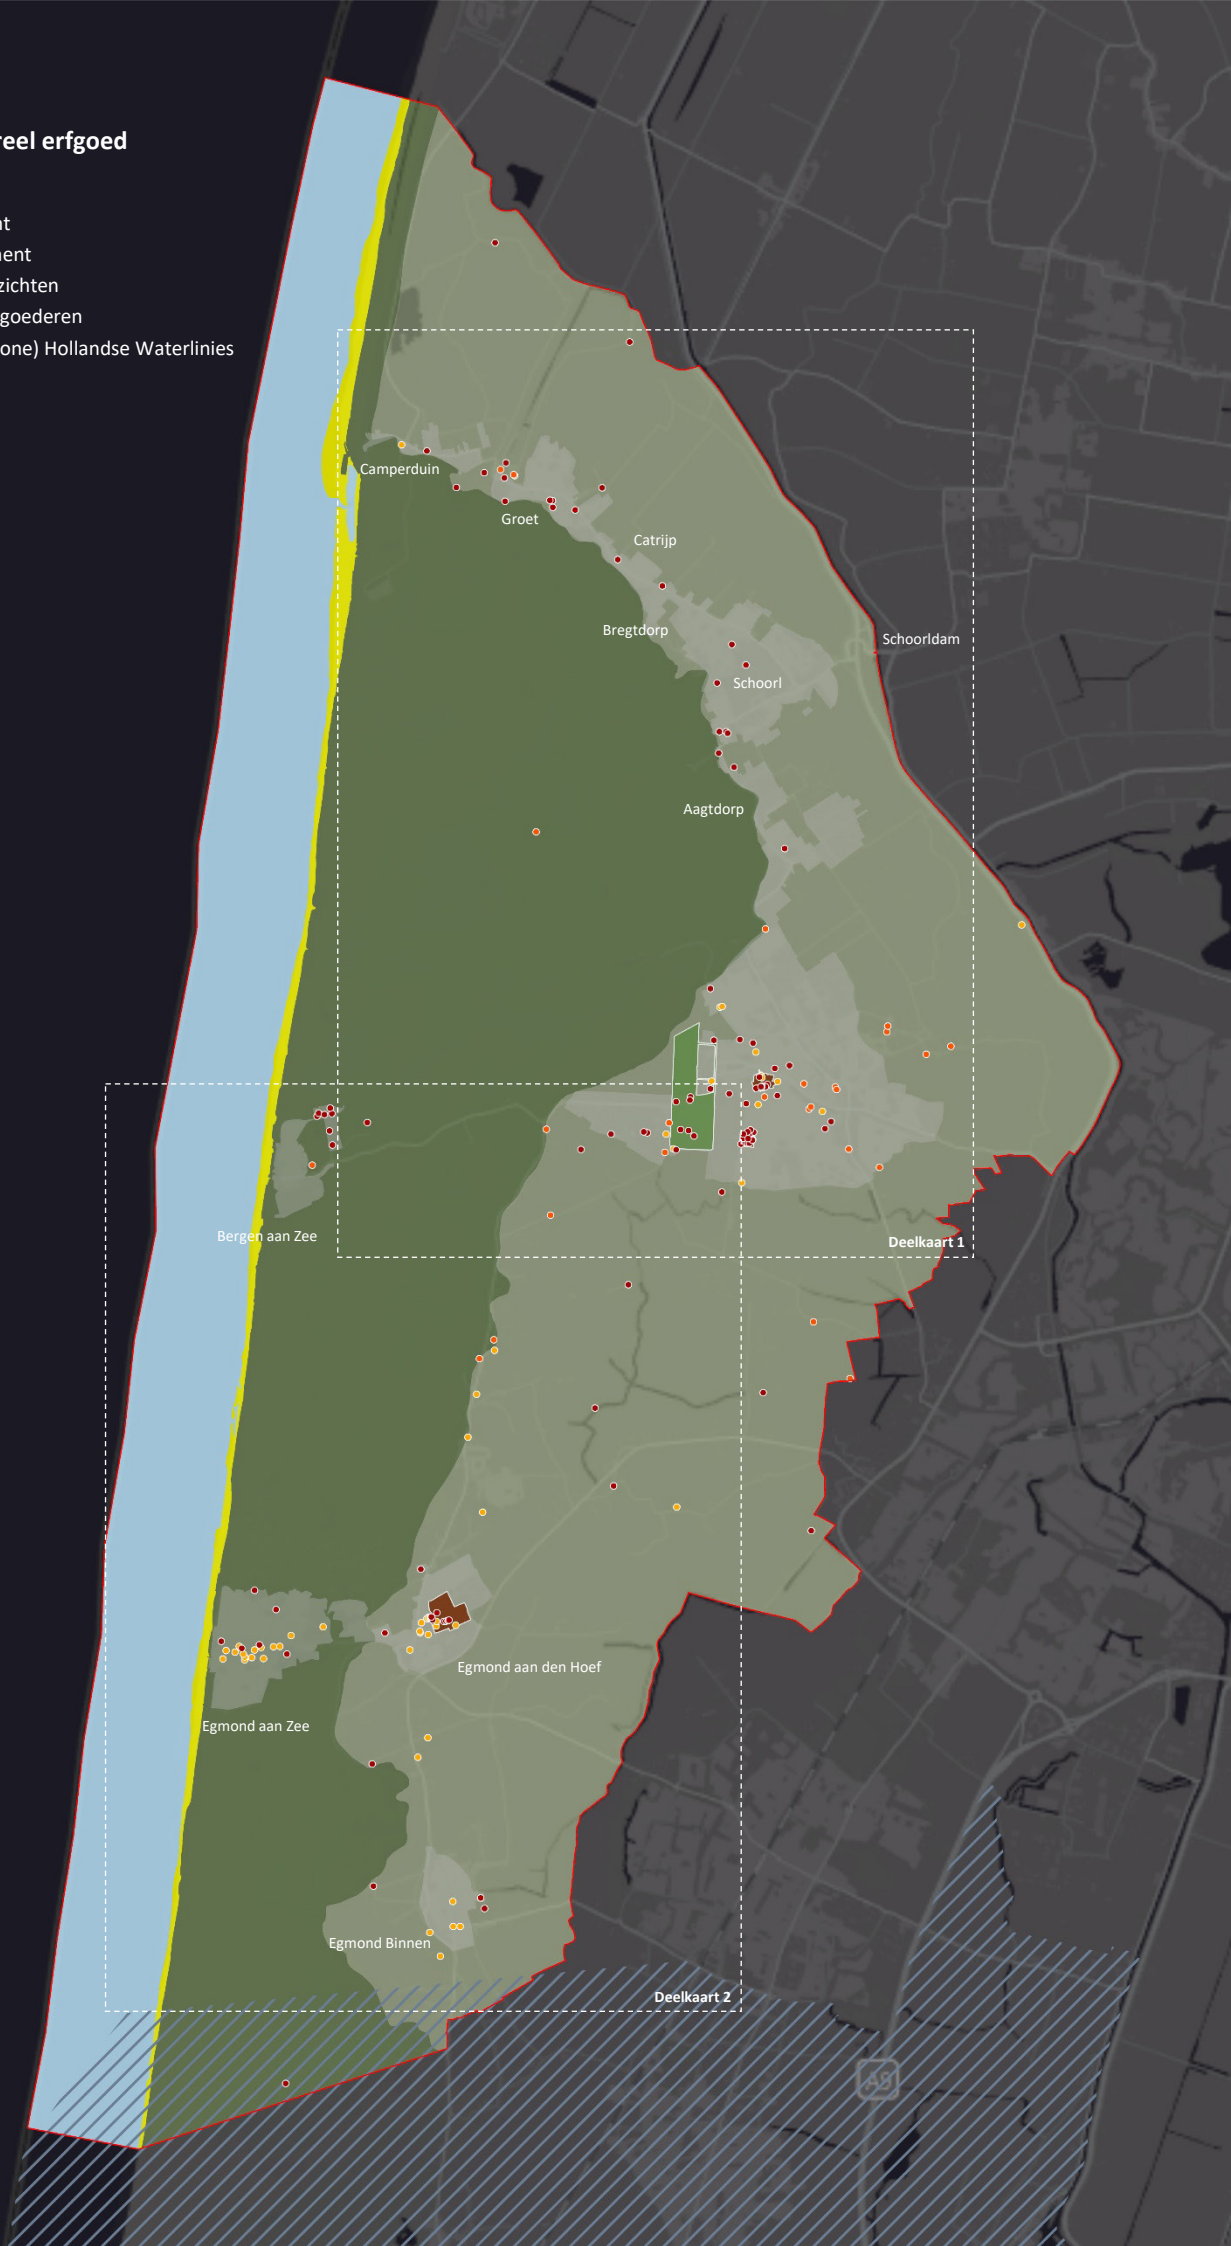 reel erfgoed
nt
nent
zichten
goederen
one) Hollandse Waterlinies
Camperduin
Groet
Catrijp
Bregtdorp
Schoorldam
Schoorl
Aagtdorp
Bergen aan Zee
Deelkaart 1
Egmond aan den Hoef
Egmond aan Zee
Egmond Binnen
Deelkaart 2
A9